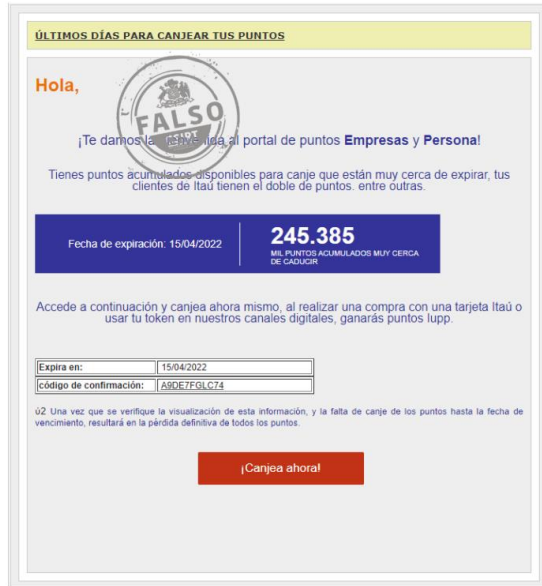 ÚLTIMOS DÍAS PARA CANJEAR TUS PUNTOS
Hola,
FALSO
CSIRT
¡Te damos la bienvenida al portal de puntos Empresas y Persona!
Tienes puntos acumulados disponibles para canje que están muy cerca de expirar, tus
clientes de Itaú tienen el doble de puntos. entre outras.
Fecha de expiración: 15/04/2022
245.385
MIL PUNTOS ACUMULADOS MUY CERCA
DE CADUCIR
Accede a continuación y canjea ahora mismo, al realizar una compra con una tarjeta Itaú o
usar tu token en nuestros canales digitales, ganarás puntos Iupp.
Expira en: 15/04/2022
código de confirmación: A9DE7FGLC74
ú2 Una vez que se verifique la visualización de esta información, y la falta de canje de los puntos hasta la fecha de
vencimiento, resultará en la pérdida definitiva de todos los puntos.
¡Canjea ahora!